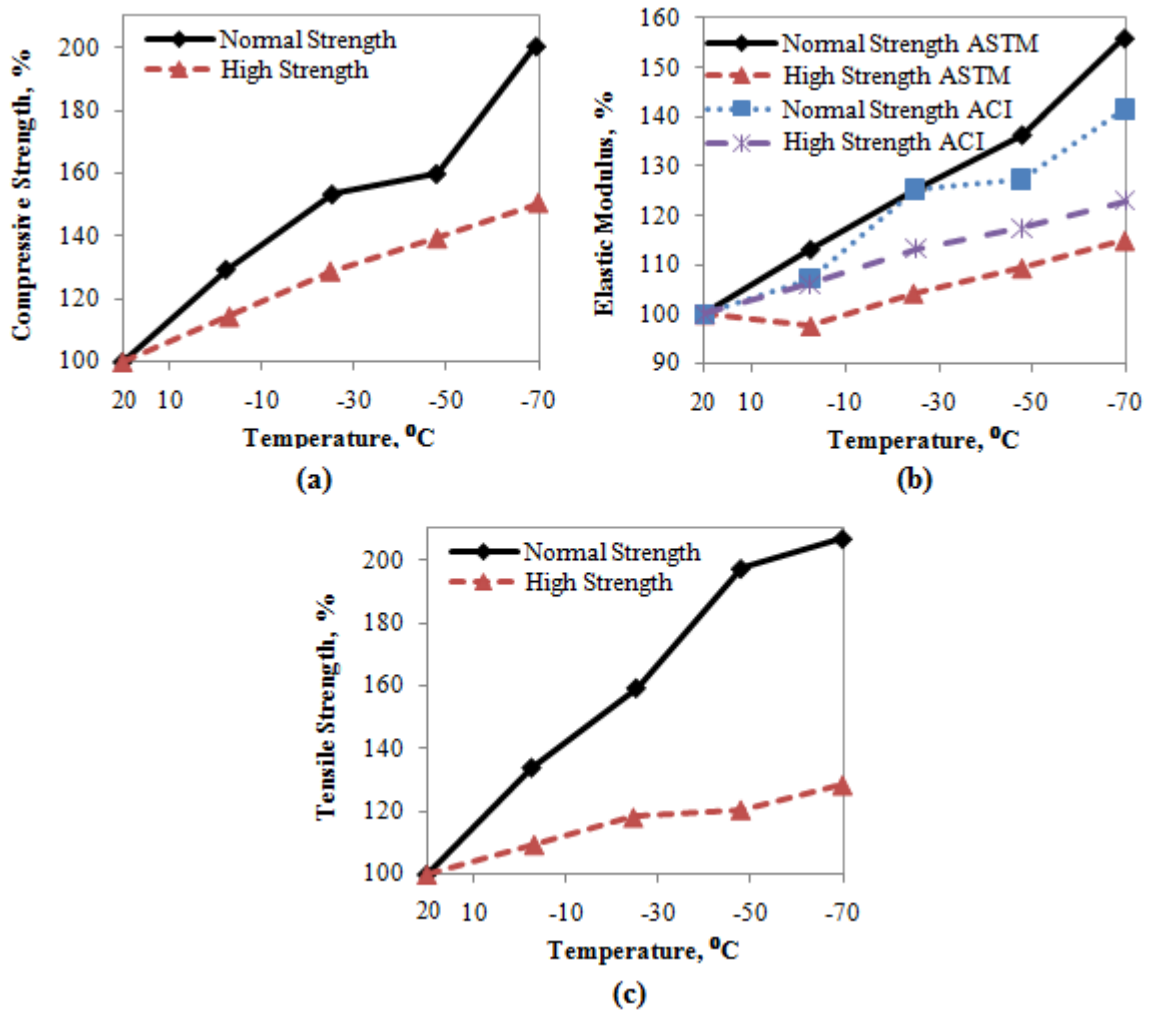 Compressive Strength, %
200
180
160
140
120
100
Normal Strength
High Strength
20 10 -10 -30 -50 -70
Temperature, ⁰C
(a)
Elastic Modulus, %
160
150
140
130
120
110
100
90
Normal Strength ASTM
High Strength ASTM
Normal Strength ACI
High Strength ACI
20 10 -10 -30 -50 -70
Temperature, ⁰C
(b)
Tensile Strength, %
200
180
160
140
120
100
Normal Strength
High Strength
20 10 -10 -30 -50 -70
Temperature, ⁰C
(c)